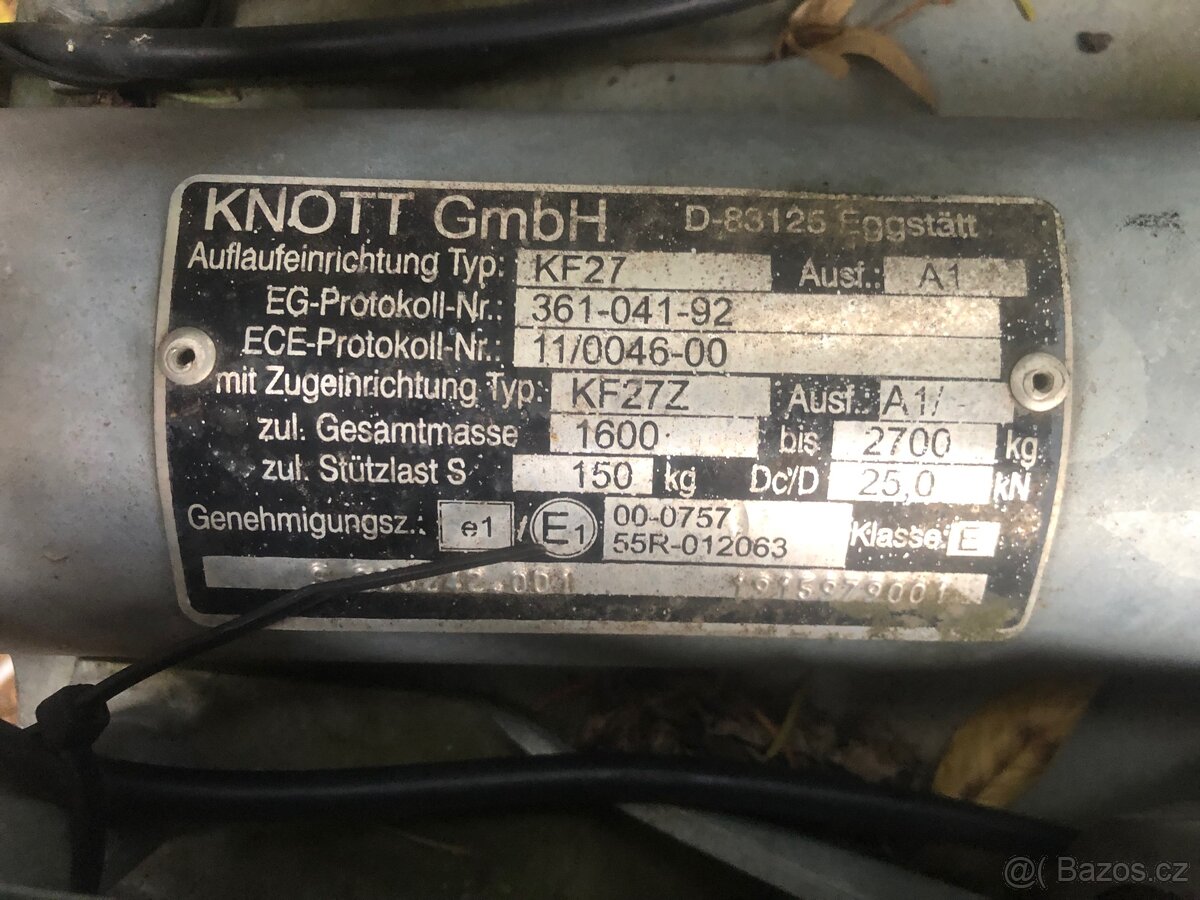 KNOTT GmbH D-83125 Eggstätt
Auflaufeinrichtung Typ: KF27 Ausf.: A1
EG-Protokoll-Nr.: 361-041-92
ECE-Protokoll-Nr.: 11/0046-00
mit Zugeinrichtung Typ: KF27Z Ausf.: A1/-
zul. Gesamtmasse 1600 bis 2700 kg
zul. Stützlast S 150 kg Dc/D 25,0 kN
Genehmigungsz.: e1 / E1 00-0757
55R-012063 Klasse: E
@( Bazos.cz